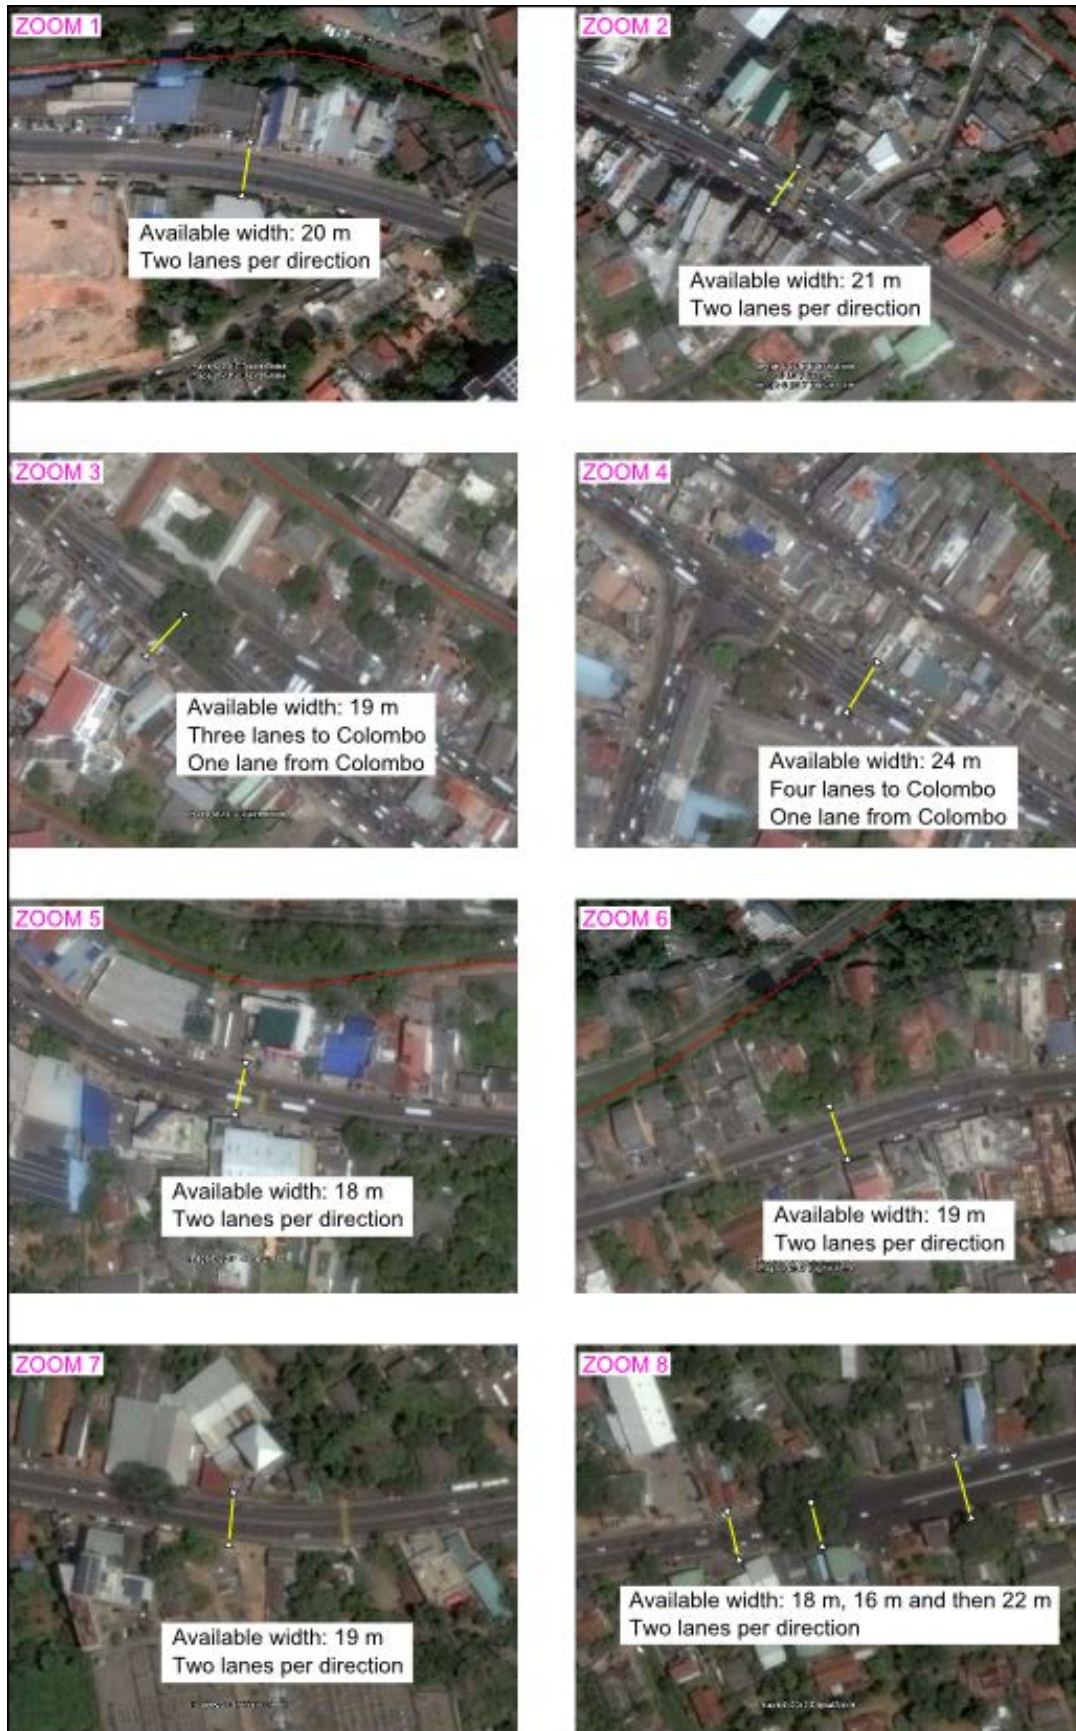 ZOOM 1
Available width: 20 m
Two lanes per direction
ZOOM 2
Available width: 21 m
Two lanes per direction
ZOOM 3
Available width: 19 m
Three lanes to Colombo
One lane from Colombo
ZOOM 4
Available width: 24 m
Four lanes to Colombo
One lane from Colombo
ZOOM 5
Available width: 18 m
Two lanes per direction
ZOOM 6
Available width: 19 m
Two lanes per direction
ZOOM 7
Available width: 19 m
Two lanes per direction
ZOOM 8
Available width: 18 m, 16 m and then 22 m
Two lanes per direction